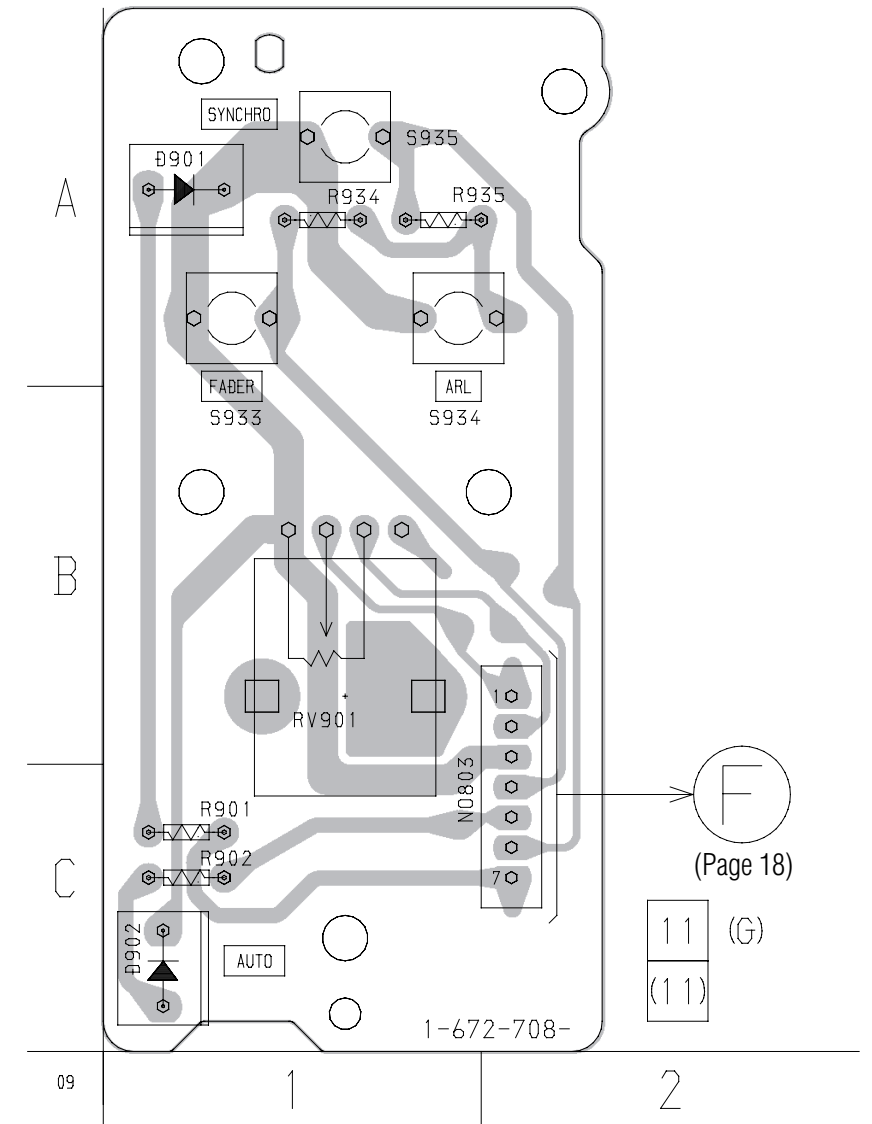 SYNCHRO
S935
D901
A
R934
R935
FADER
ARL
S933
S934
B
1
RV901
NO803
F
R901
(Page 18)
R902
C
7
D902
11 (G)
AUTO
(11)
1-672-708-
09
1
2